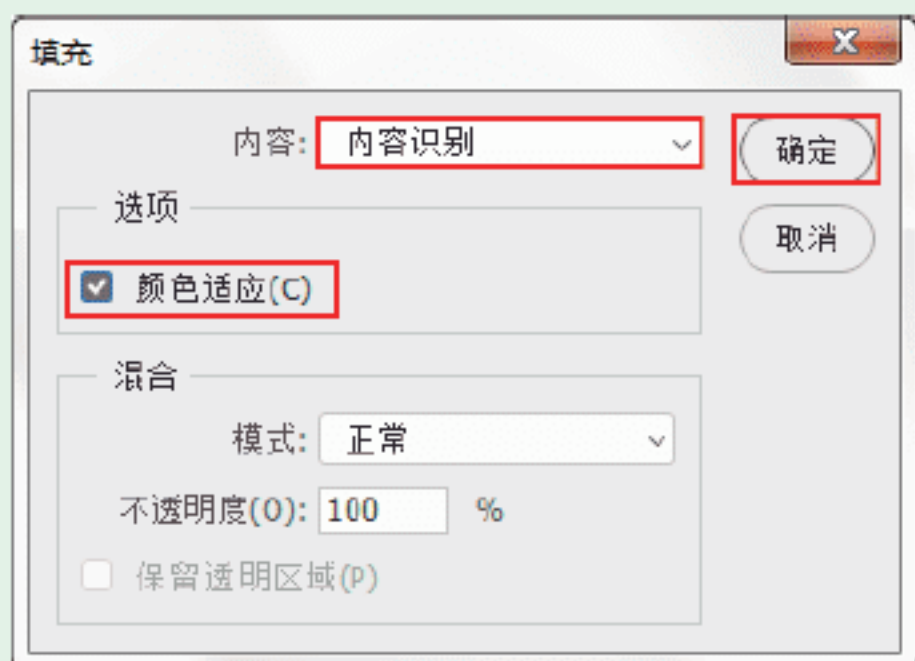 填充
内容: 内容识别
确定
选项
取消
颜色适应(C)
混合
模式: 正常
不透明度(O): 100 %
保留透明区域(P)